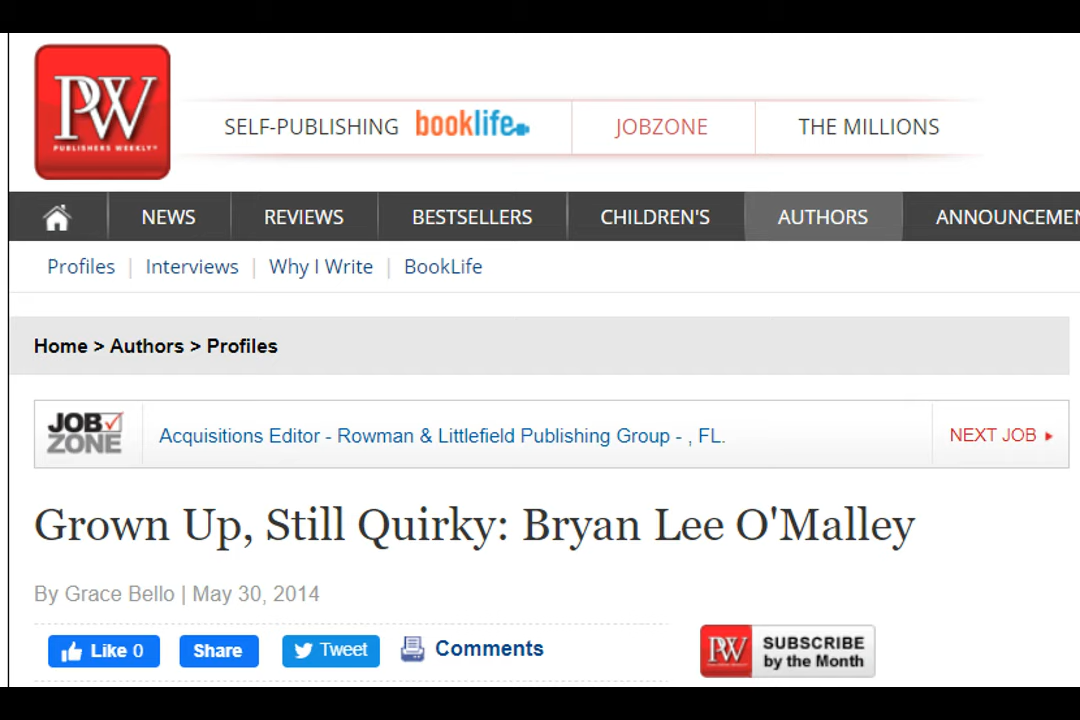 PW
PUBLISHERS WEEKLY
SELF-PUBLISHING booklife JOBZONE THE MILLIONS
NEWS REVIEWS BESTSELLERS CHILDREN'S AUTHORS ANNOUNCEMEN
Profiles | Interviews | Why I Write | BookLife
Home > Authors > Profiles
JOB
ZONE
Acquisitions Editor - Rowman & Littlefield Publishing Group - , FL.
NEXT JOB
Grown Up, Still Quirky: Bryan Lee O'Malley
By Grace Bello | May 30, 2014
Like 0 Share Tweet Comments
PW
SUBSCRIBE
by the Month